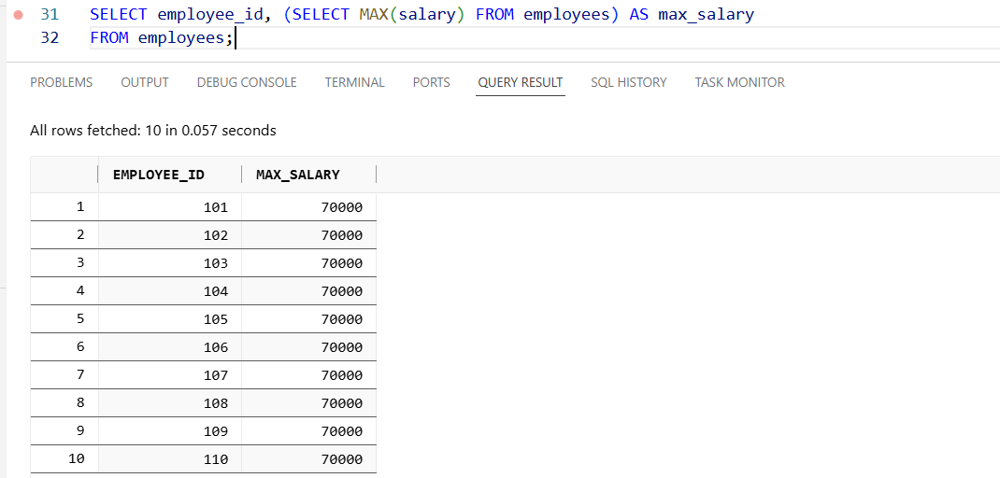 31 SELECT employee_id, (SELECT MAX(salary) FROM employees) AS max_salary
32 FROM employees;
PROBLEMS OUTPUT DEBUG CONSOLE TERMINAL PORTS QUERY RESULT SQL HISTORY TASK MONITOR
All rows fetched: 10 in 0.057 seconds
EMPLOYEE_ID MAX_SALARY
1 101 70000
2 102 70000
3 103 70000
4 104 70000
5 105 70000
6 106 70000
7 107 70000
8 108 70000
9 109 70000
10 110 70000